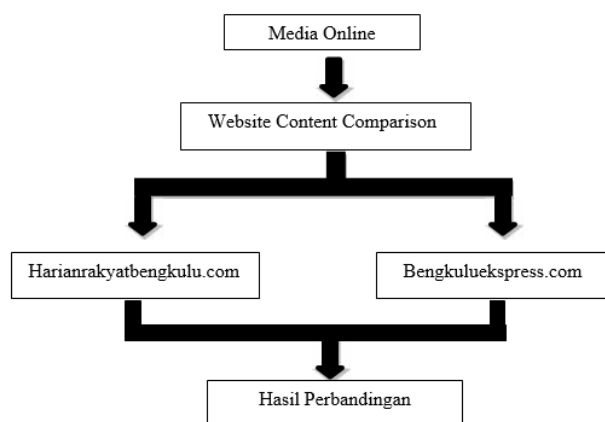 Media Online
Website Content Comparison
Harianrakyatbengkulu.com
Bengkuluekspress.com
Hasil Perbandingan